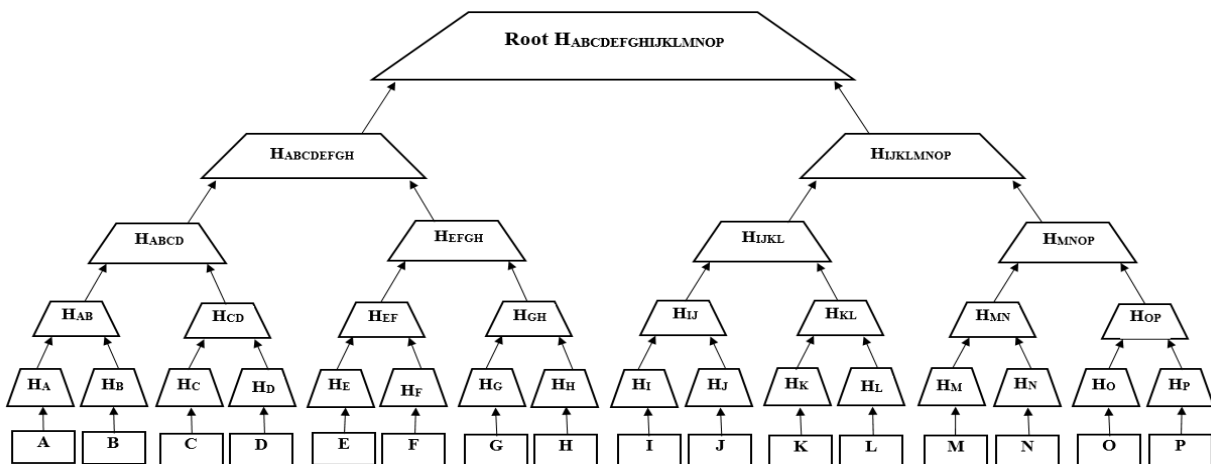 Root HABCDEFGHIJKLMNOP
HABCDEFGH HIJKLMNOP
HABCD HEFGH HIJKL HMNOP
HAB HCD HEF HGH HIJ HKL HMN HOP
HA HB HC HD HE HF HG HH HI HJ HK HL HM HN HO HP
A B C D E F G H I J K L M N O P